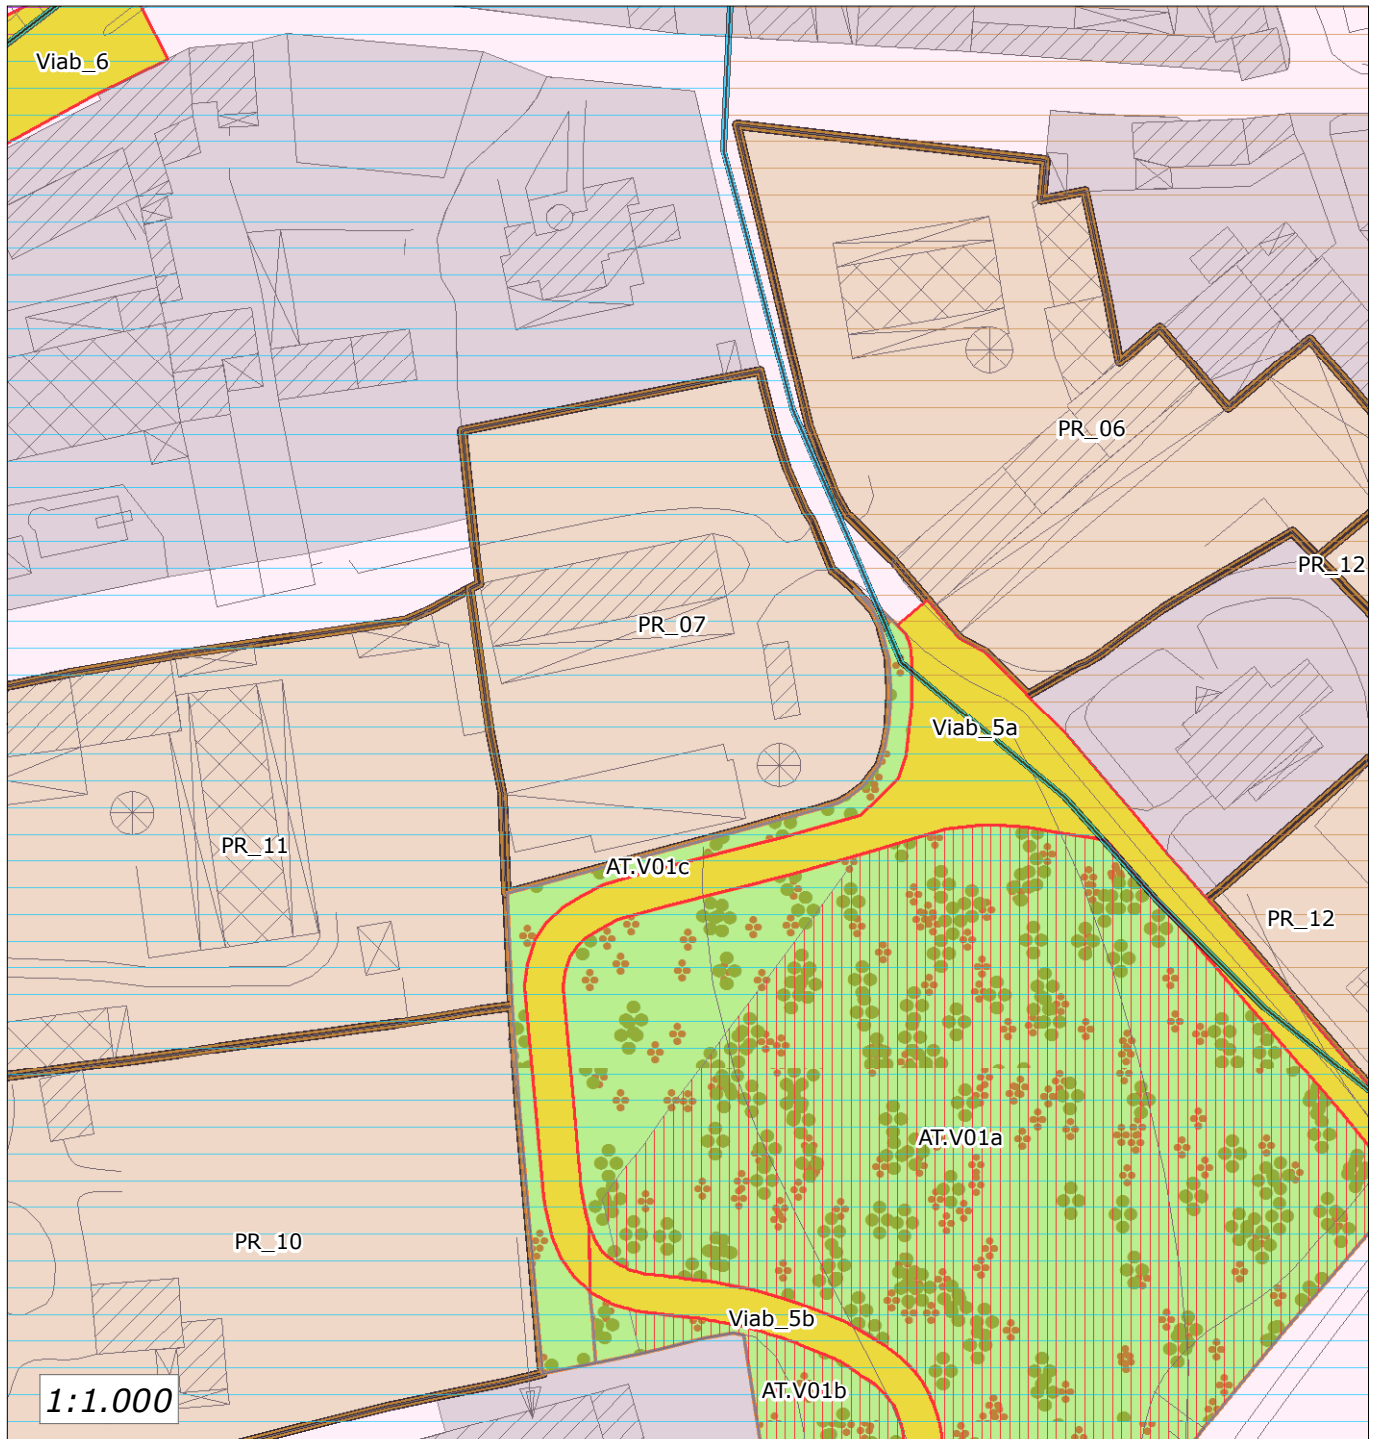 Viab_6
PR_06
PR_12
PR_07
Viab_5a
PR_11
AT.V01c
PR_12
AT.V01a
PR_10
Viab_5b
AT.V01b
1:1.000